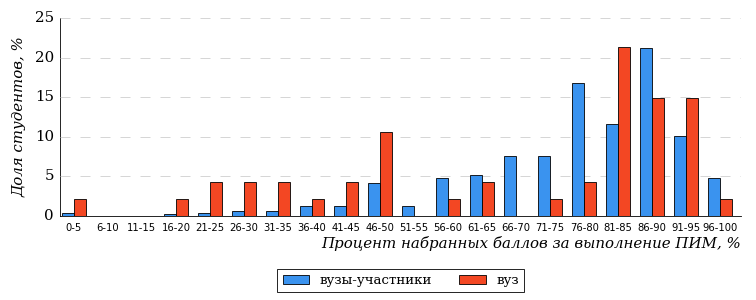 25
20
15
10
5
0
Доля студентов, %
0-5 6-10 11-15 16-20 21-25 26-30 31-35 36-40 41-45 46-50 51-55 56-60 61-65 66-70 71-75 76-80 81-85 86-90 91-95 96-100
Процент набранных баллов за выполнение ПИМ, %
вузы-участники вуз